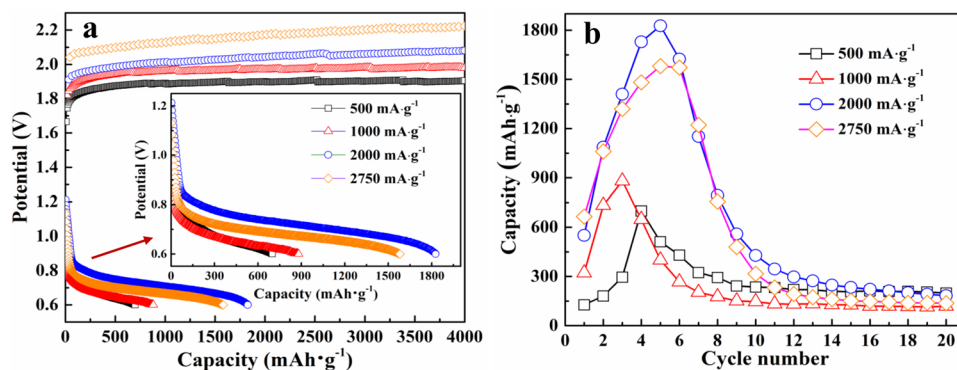 a
Potential (V)
2.2
2.0
1.8
1.6
1.4
1.2
1.0
0.8
0.6
0 500 1000 1500 2000 2500 3000 3500 4000
Capacity (mAh·g⁻¹)
Potential (V)
1.2
1.0
0.8
0.6
0 300 600 900 1200 1500 1800
Capacity (mAh·g⁻¹)
500 mA·g⁻¹
1000 mA·g⁻¹
2000 mA·g⁻¹
2750 mA·g⁻¹
b
Capacity (mAh·g⁻¹)
1800
1500
1200
900
600
300
0
0 2 4 6 8 10 12 14 16 18 20
Cycle number
500 mA·g⁻¹
1000 mA·g⁻¹
2000 mA·g⁻¹
2750 mA·g⁻¹